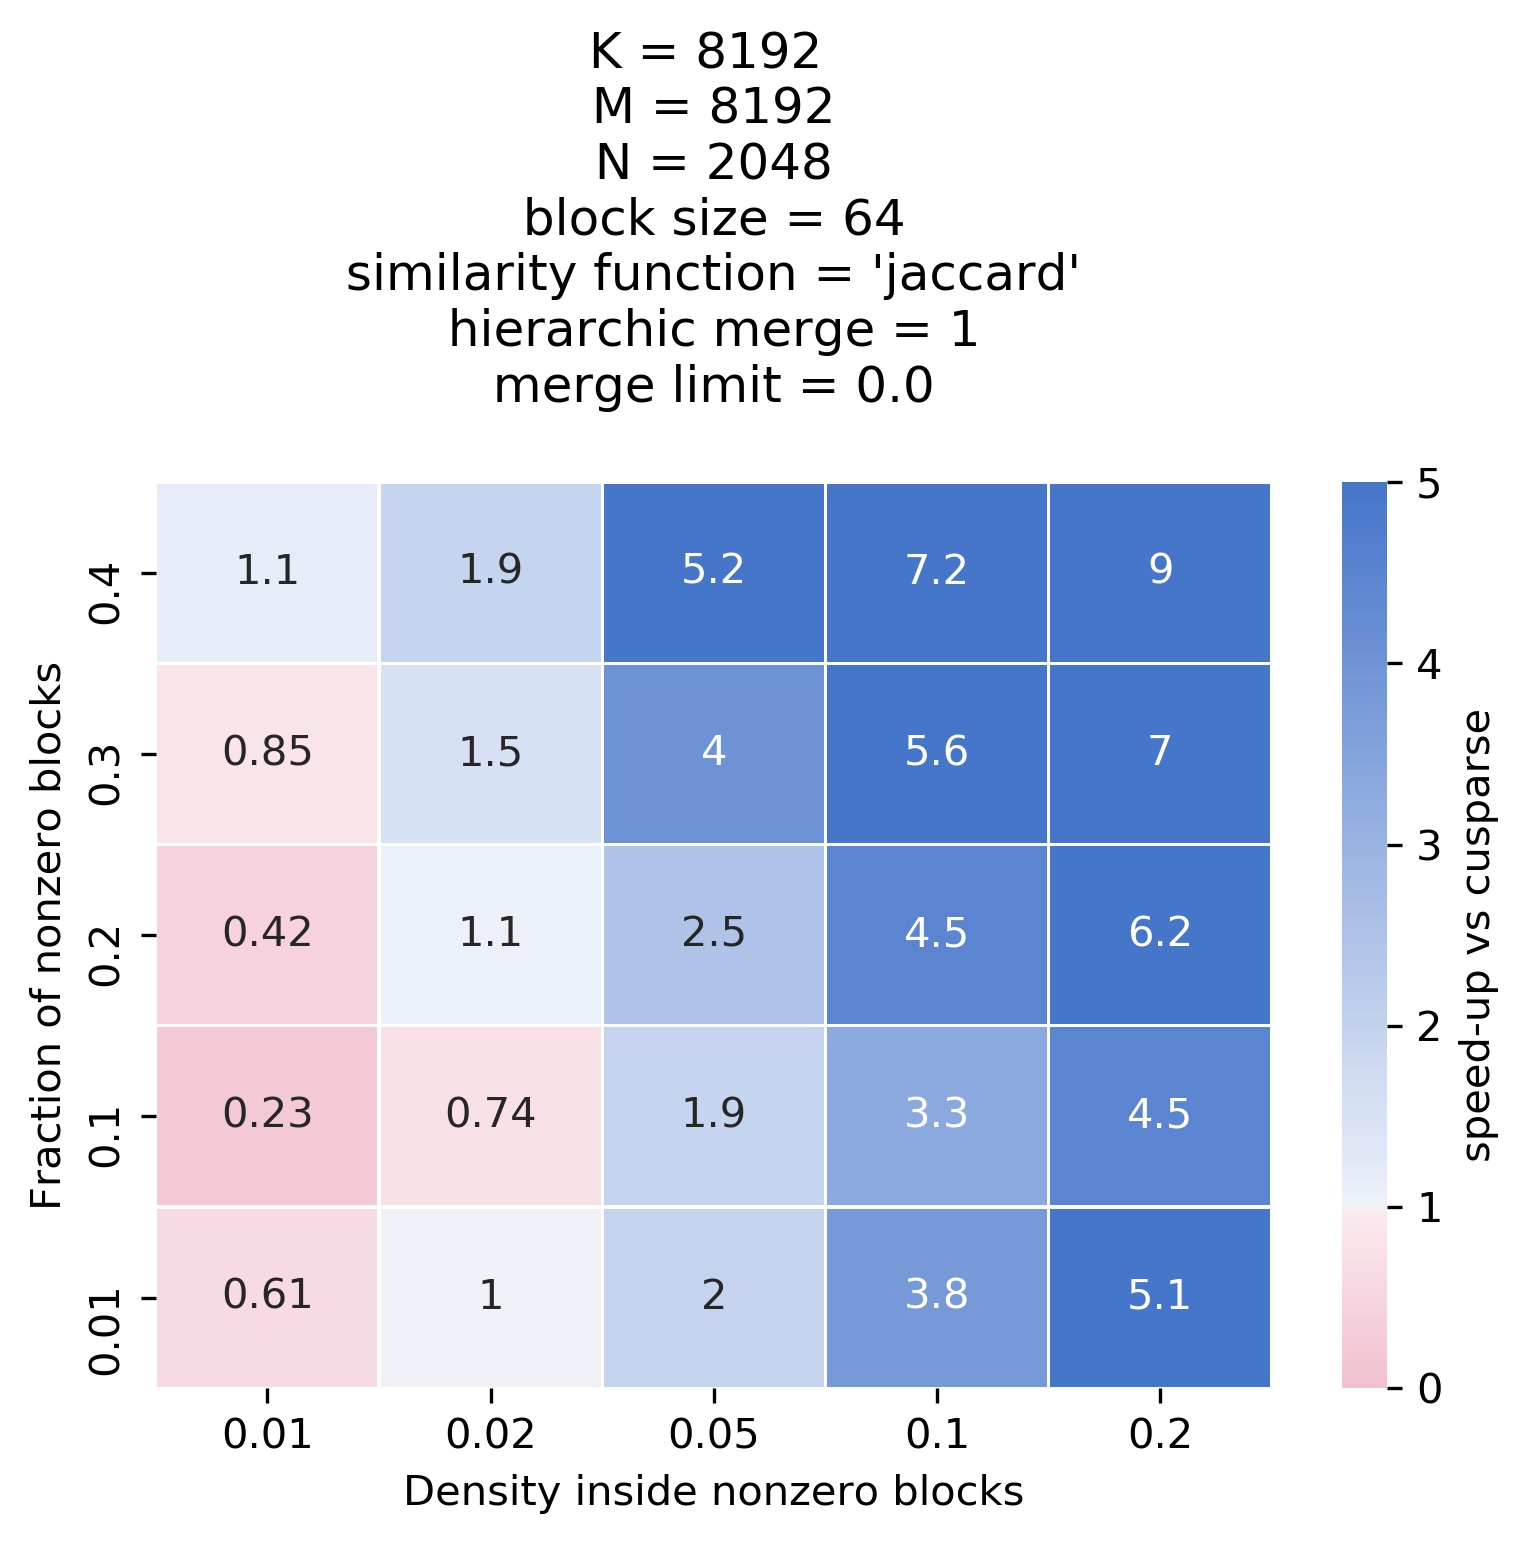 K = 8192
M = 8192
N = 2048
block size = 64
similarity function = 'jaccard'
hierarchic merge = 1
merge limit = 0.0
Fraction of nonzero blocks
0.4 1.1 1.9 5.2 7.2 9
0.3 0.85 1.5 4 5.6 7
0.2 0.42 1.1 2.5 4.5 6.2
0.1 0.23 0.74 1.9 3.3 4.5
0.01 0.61 1 2 3.8 5.1
0.01 0.02 0.05 0.1 0.2
Density inside nonzero blocks
5
4
3
2
1
0
speed-up vs cusparse